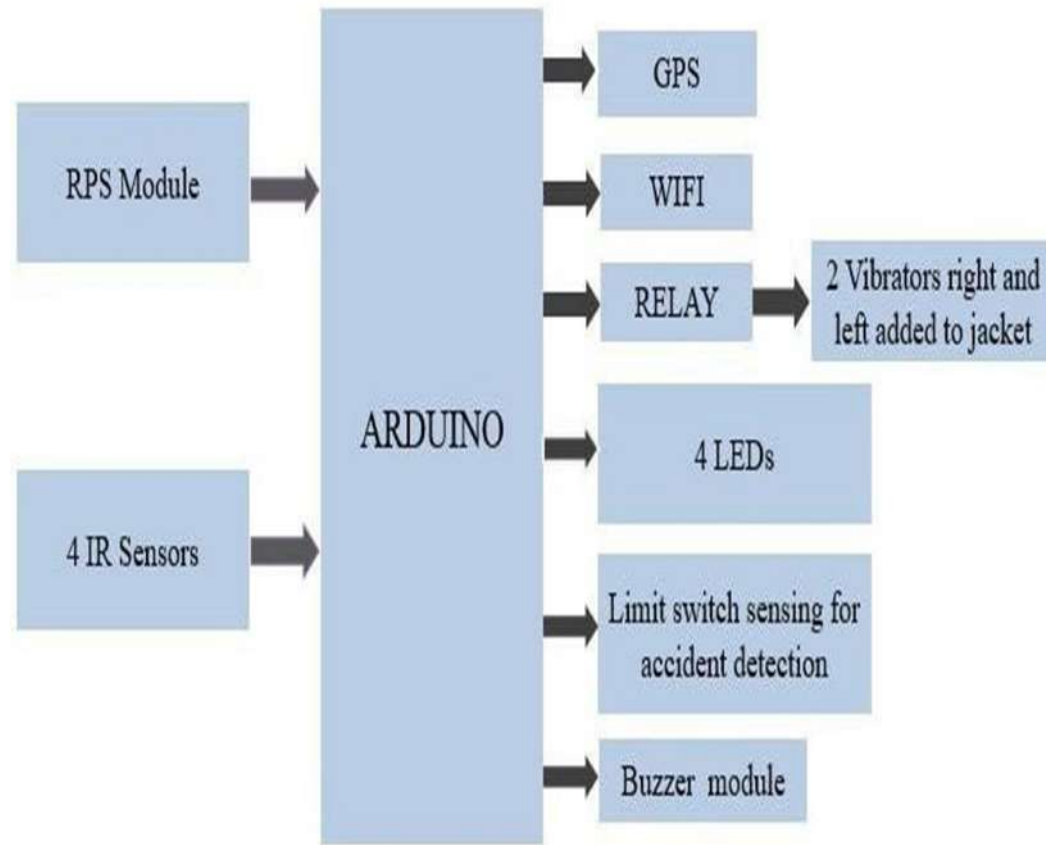 RPS Module
4 IR Sensors
ARDUINO
GPS
WIFI
RELAY
2 Vibrators right and
left added to jacket
4 LEDs
Limit switch sensing for
accident detection
Buzzer module